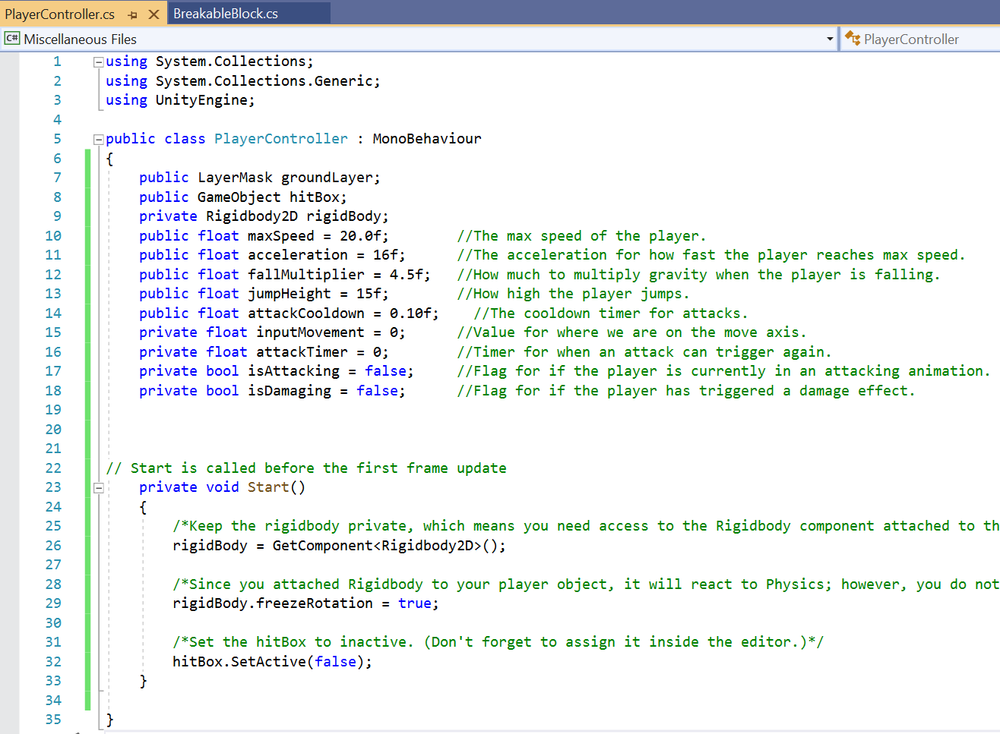 PlayerController.cs
BreakableBlock.cs
C# Miscellaneous Files
PlayerController
1 using System.Collections;
2 using System.Collections.Generic;
3 using UnityEngine;
4
5 public class PlayerController : MonoBehaviour
6 {
7 public LayerMask groundLayer;
8 public GameObject hitBox;
9 private Rigidbody2D rigidBody;
10 public float maxSpeed = 20.0f; //The max speed of the player.
11 public float acceleration = 16f; //The acceleration for how fast the player reaches max speed.
12 public float fallMultiplier = 4.5f; //How much to multiply gravity when the player is falling.
13 public float jumpHeight = 15f; //How high the player jumps.
14 public float attackCooldown = 0.10f; //The cooldown timer for attacks.
15 private float inputMovement = 0; //Value for where we are on the move axis.
16 private float attackTimer = 0; //Timer for when an attack can trigger again.
17 private bool isAttacking = false; //Flag for if the player is currently in an attacking animation.
18 private bool isDamaging = false; //Flag for if the player has triggered a damage effect.
19
20
21
22 // Start is called before the first frame update
23 private void Start()
24 {
25 /*Keep the rigidbody private, which means you need access to the Rigidbody component attached to th
26 rigidBody = GetComponent<Rigidbody2D>();
27
28 /*Since you attached Rigidbody to your player object, it will react to Physics; however, you do not
29 rigidBody.freezeRotation = true;
30
31 /*Set the hitBox to inactive. (Don't forget to assign it inside the editor.)*/
32 hitBox.SetActive(false);
33 }
34
35 }